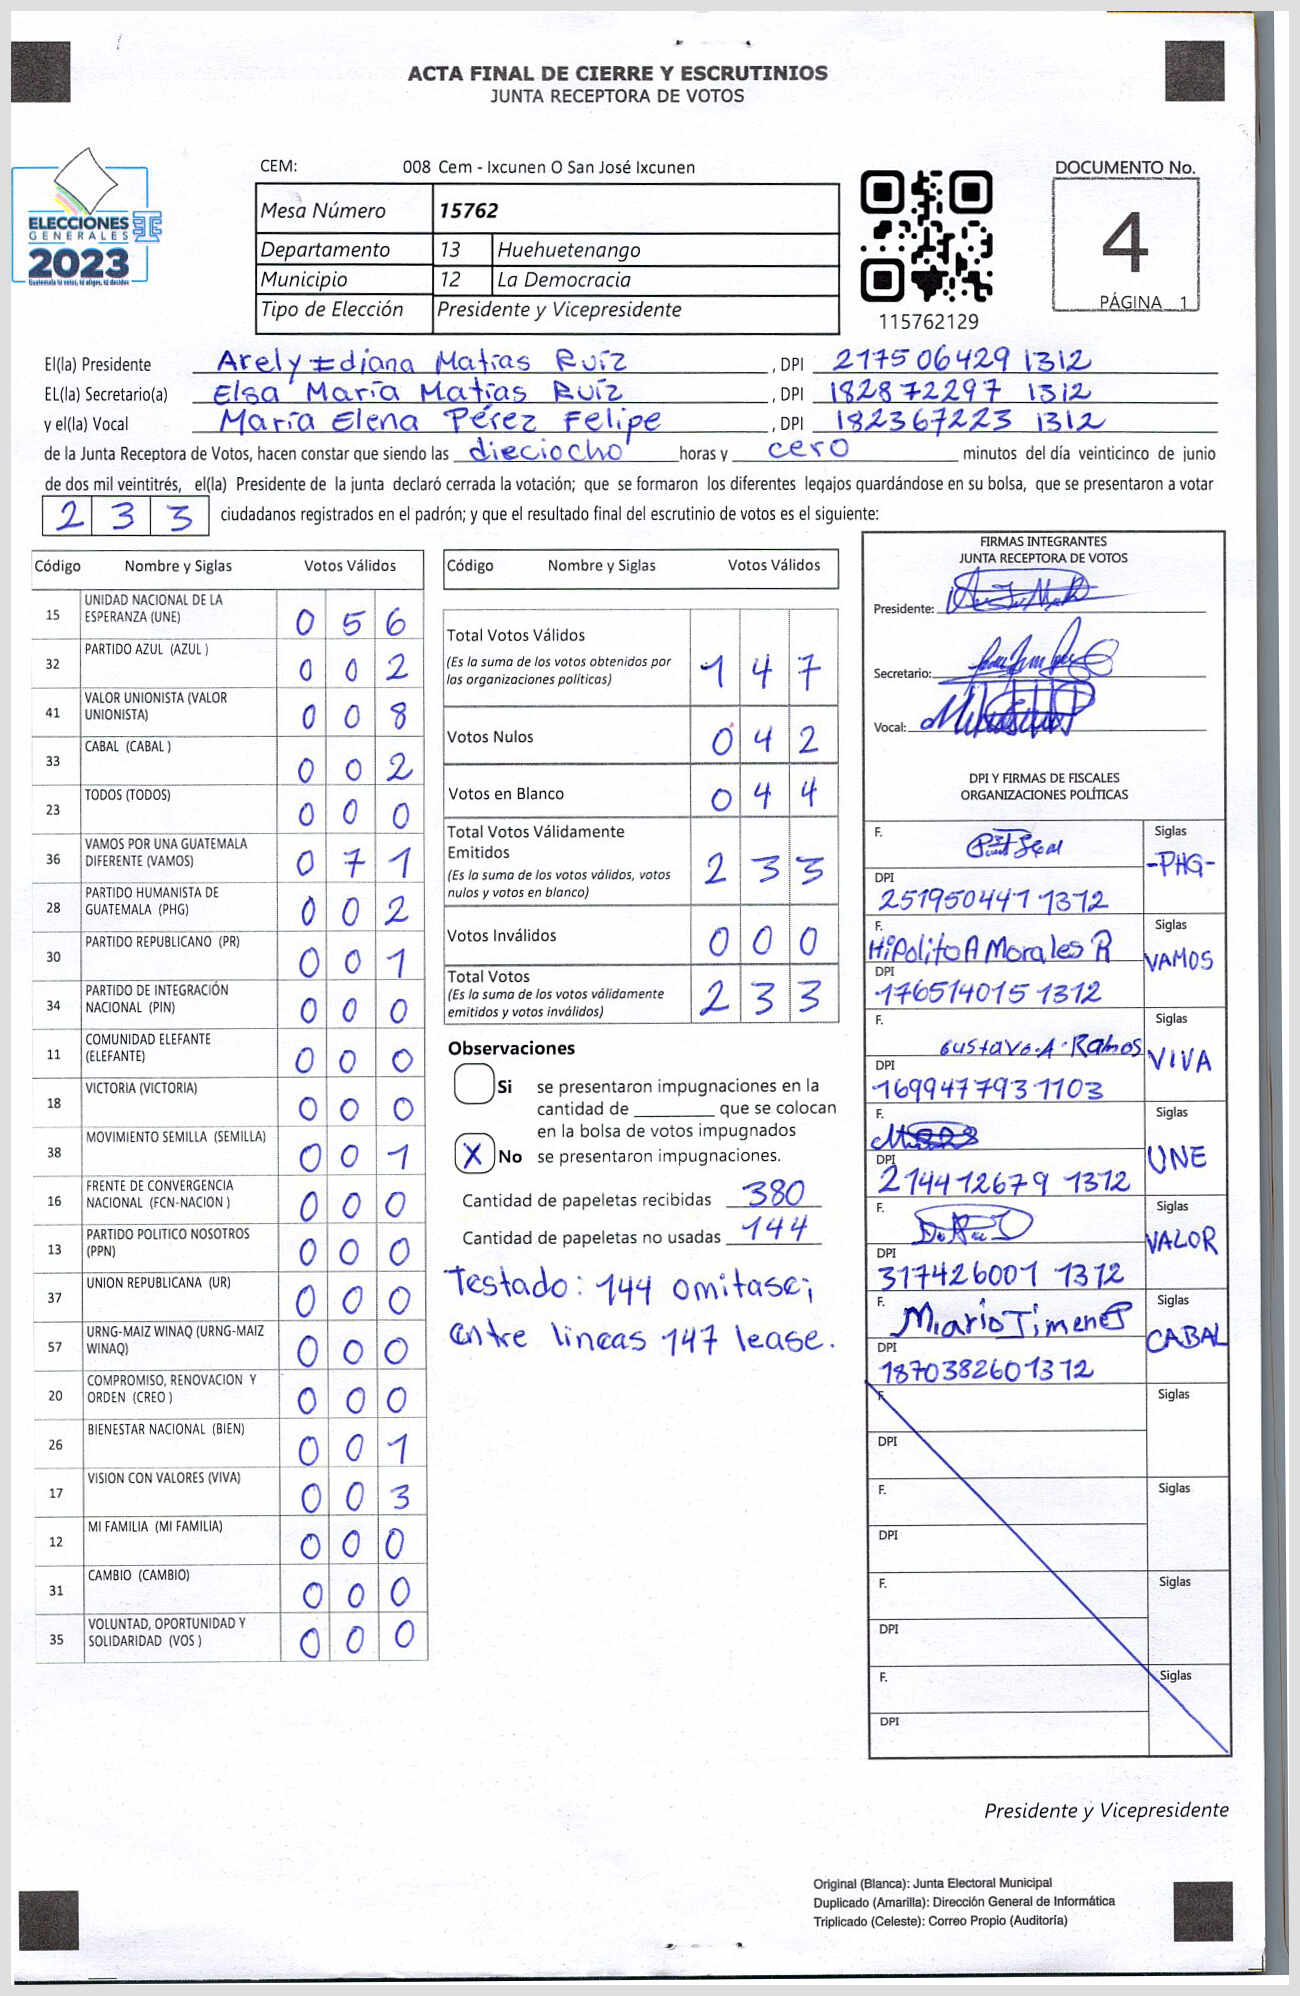 ACTA FINAL DE CIERRE Y ESCRUTINIOS
JUNTA RECEPTORA DE VOTOS
ELECCIONES
GENERALES
2023
Guatemala tú votas, tú eliges, tú decides
CEM: 008 Cem - Ixcunen O San José Ixcunen
Mesa Número 15762
Departamento 13 Huehuetenango
Municipio 12 La Democracia
Tipo de Elección Presidente y Vicepresidente
115762129
DOCUMENTO No.
4
PÁGINA 1
El(la) Presidente Arely Idiana Matías Ruíz , DPI 217506429 1312
EL(la) Secretario(a) Elsa María Matías Ruíz , DPI 182872297 1312
y el(la) Vocal María Elena Pérez Felipe , DPI 182367223 1312
de la Junta Receptora de Votos, hacen constar que siendo las dieciocho horas y cero minutos del día veinticinco de junio
de dos mil veintitrés, el(la) Presidente de la junta declaró cerrada la votación; que se formaron los diferentes legajos guardándose en su bolsa, que se presentaron a votar
2 3 3 ciudadanos registrados en el padrón; y que el resultado final del escrutinio de votos es el siguiente:
Código Nombre y Siglas Votos Válidos
15 UNIDAD NACIONAL DE LA ESPERANZA (UNE) 0 5 6
32 PARTIDO AZUL (AZUL ) 0 0 2
41 VALOR UNIONISTA (VALOR UNIONISTA) 0 0 8
33 CABAL (CABAL ) 0 0 2
23 TODOS (TODOS) 0 0 0
36 VAMOS POR UNA GUATEMALA DIFERENTE (VAMOS) 0 7 1
28 PARTIDO HUMANISTA DE GUATEMALA (PHG) 0 0 2
30 PARTIDO REPUBLICANO (PR) 0 0 1
34 PARTIDO DE INTEGRACIÓN NACIONAL (PIN) 0 0 0
11 COMUNIDAD ELEFANTE (ELEFANTE) 0 0 0
18 VICTORIA (VICTORIA) 0 0 0
38 MOVIMIENTO SEMILLA (SEMILLA) 0 0 1
16 FRENTE DE CONVERGENCIA NACIONAL (FCN-NACION ) 0 0 0
13 PARTIDO POLITICO NOSOTROS (PPN) 0 0 0
37 UNION REPUBLICANA (UR) 0 0 0
57 URNG-MAIZ WINAQ (URNG-MAIZ WINAQ) 0 0 0
20 COMPROMISO, RENOVACION Y ORDEN (CREO ) 0 0 0
26 BIENESTAR NACIONAL (BIEN) 0 0 1
17 VISION CON VALORES (VIVA) 0 0 3
12 MI FAMILIA (MI FAMILIA) 0 0 0
31 CAMBIO (CAMBIO) 0 0 0
35 VOLUNTAD, OPORTUNIDAD Y SOLIDARIDAD (VOS ) 0 0 0
Código Nombre y Siglas Votos Válidos
Total Votos Válidos 1 4 7
(Es la suma de los votos obtenidos por
las organizaciones políticas)
Votos Nulos 0 4 2
Votos en Blanco 0 4 4
Total Votos Válidamente
Emitidos 2 3 3
(Es la suma de los votos válidos, votos
nulos y votos en blanco)
Votos Inválidos 0 0 0
Total Votos 2 3 3
(Es la suma de los votos válidamente
emitidos y votos inválidos)
Observaciones
Si se presentaron impugnaciones en la
cantidad de ________ que se colocan
en la bolsa de votos impugnados
X No se presentaron impugnaciones.
Cantidad de papeletas recibidas 380
Cantidad de papeletas no usadas 144
Testado: 144 omitase;
entre lineas 147 lease.
FIRMAS INTEGRANTES
JUNTA RECEPTORA DE VOTOS
Presidente:
Secretario:
Vocal:
DPI Y FIRMAS DE FISCALES
ORGANIZACIONES POLÍTICAS
F. Siglas -PHG-
DPI 251950441 1312
F. Hipolito A Morales R Siglas VAMOS
DPI 176514015 1312
F. Gustavo.A.Ramos Siglas VIVA
DPI 169947793 1103
F. Siglas UNE
DPI 214412679 1312
F. Siglas VALOR
DPI 317426001 1312
F. Mario Jimenes Siglas CABAL
DPI 187038260 1312
F. Siglas
DPI
F. Siglas
DPI
F. Siglas
DPI
F. Siglas
DPI
Presidente y Vicepresidente
Original (Blanca): Junta Electoral Municipal
Duplicado (Amarilla): Dirección General de Informática
Triplicado (Celeste): Correo Propio (Auditoría)